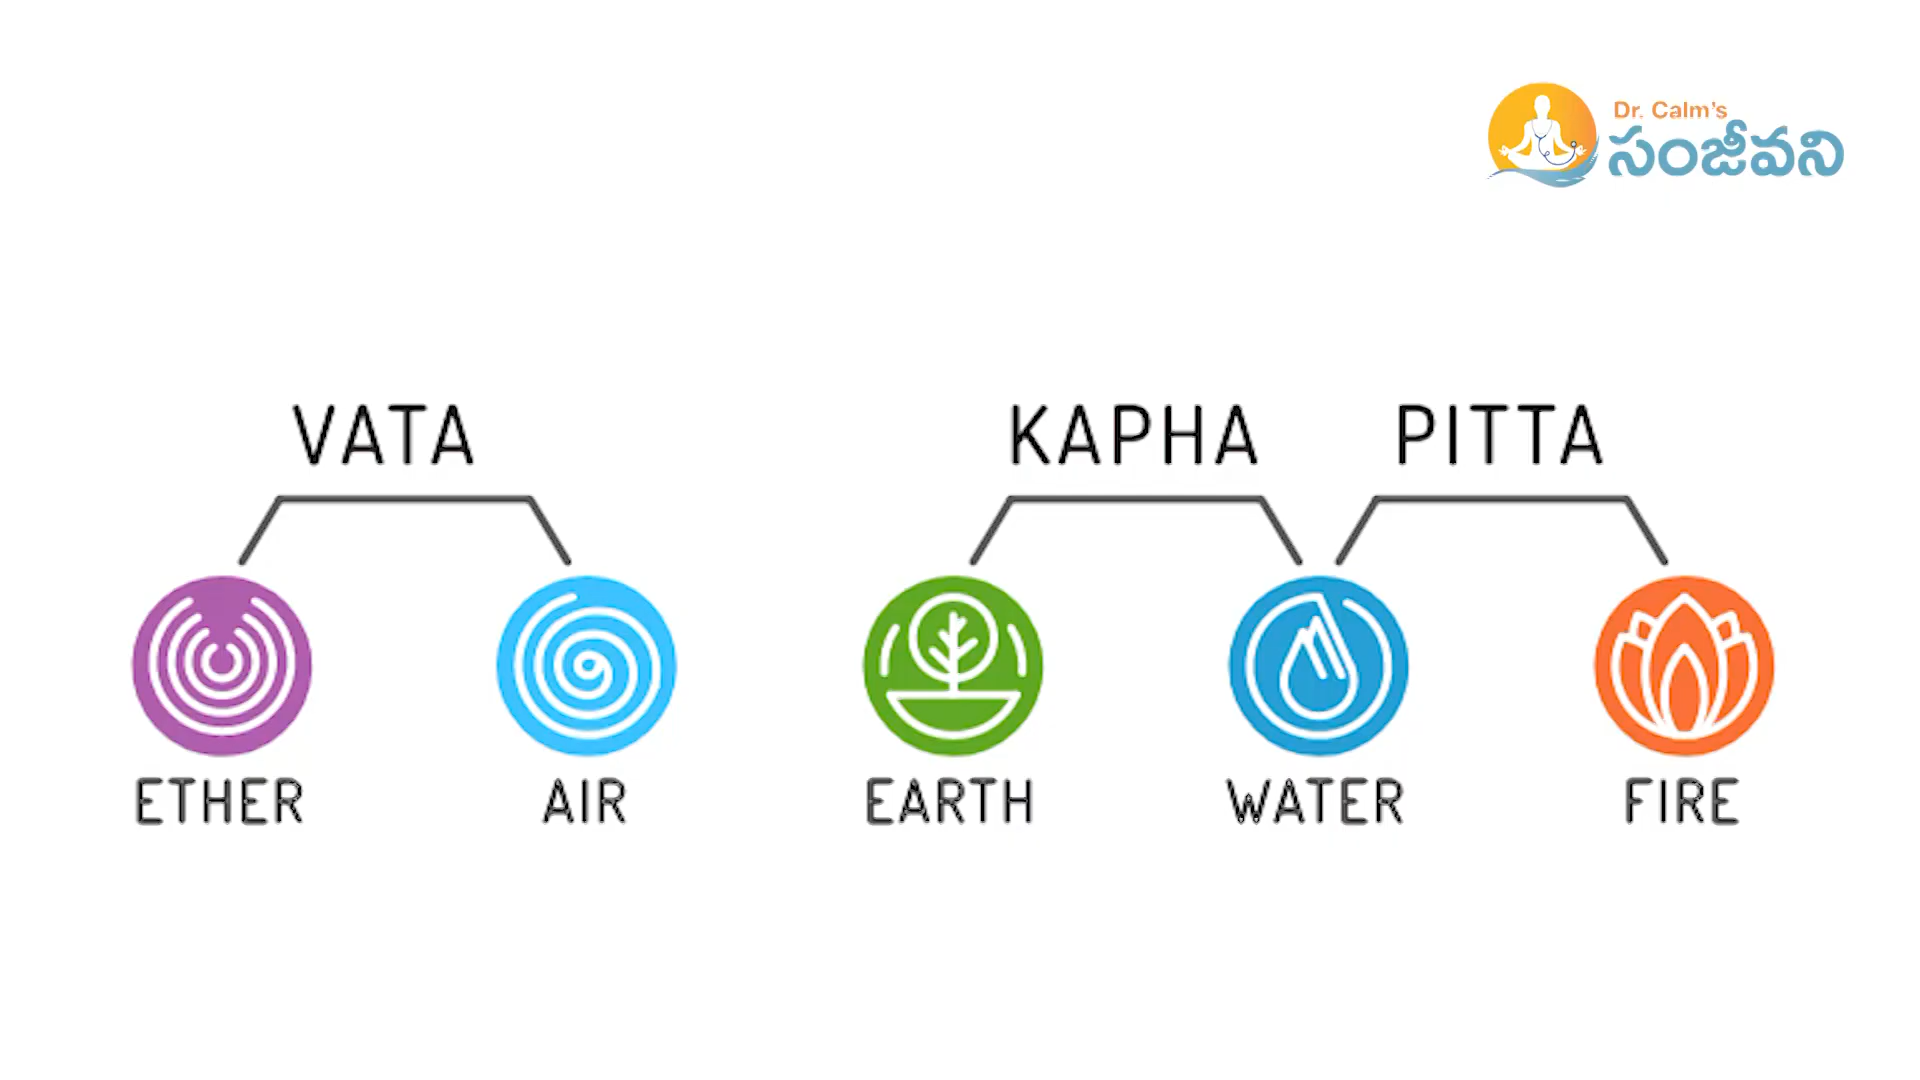 Dr. Calm's
సంజీవని
VATA KAPHA PITTA
ETHER AIR EARTH WATER FIRE